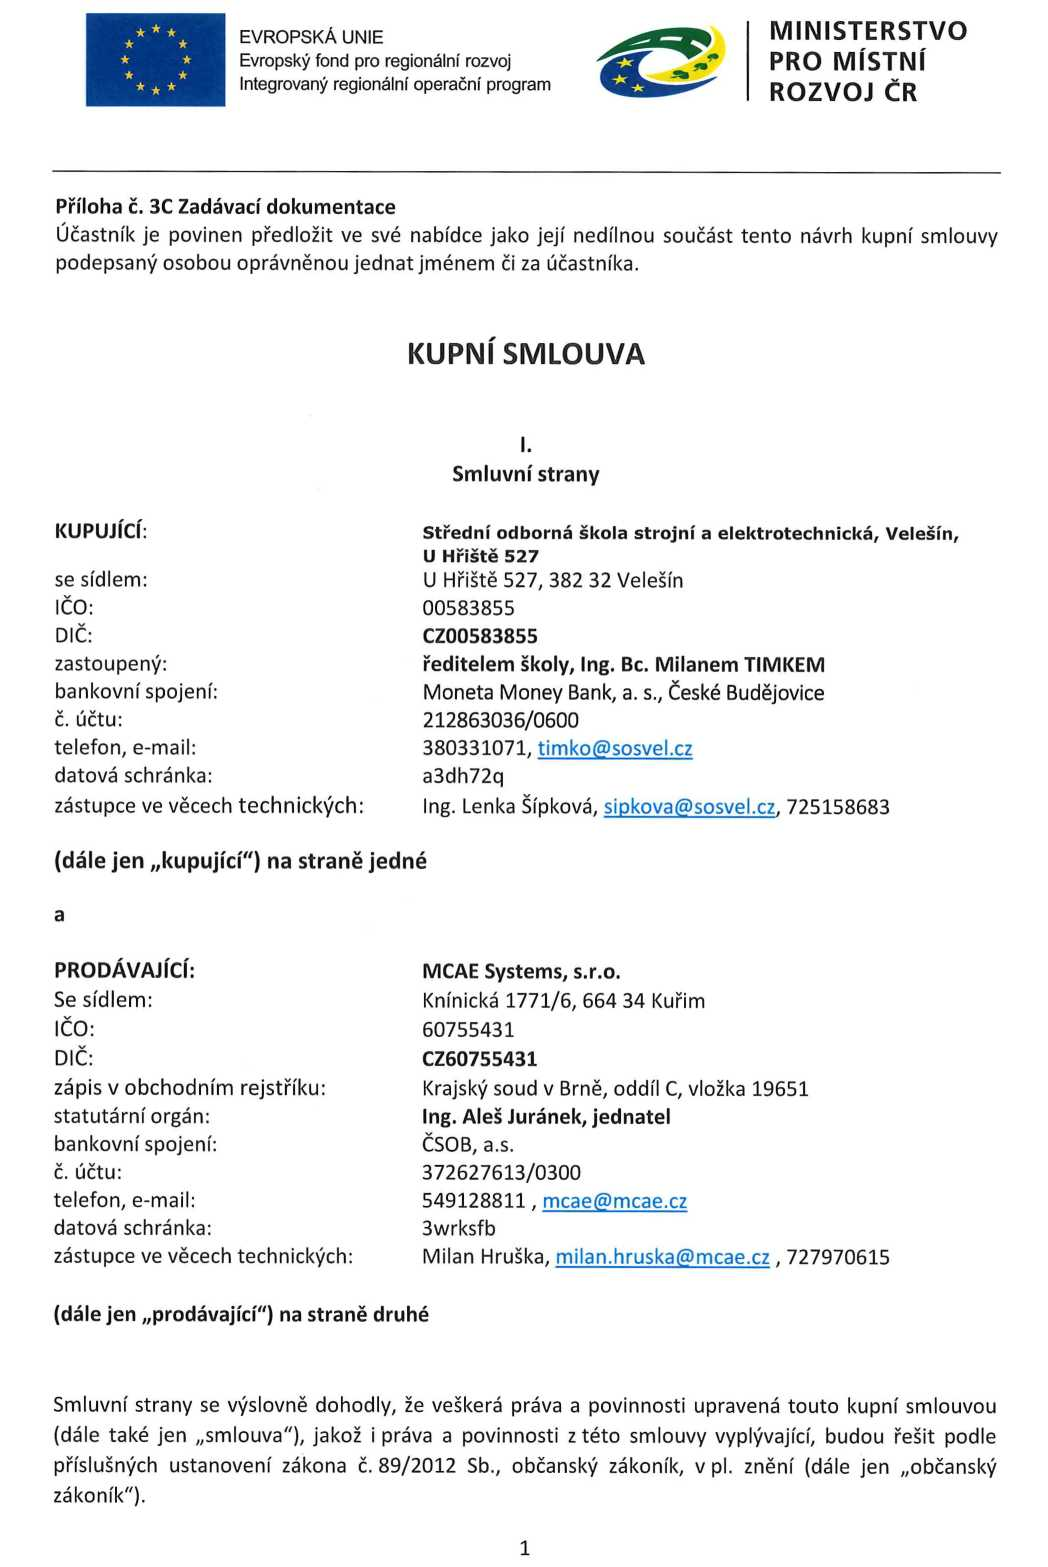 EVROPSKÁ UNIE
Evropský fond pro regionální rozvoj
Integrovaný regionální operační program
MINISTERSTVO
PRO MÍSTNÍ
ROZVOJ ČR
Příloha č. 3C Zadávací dokumentace
Účastník je povinen předložit ve své nabídce jako její nedílnou součást tento návrh kupní smlouvy
podepsaný osobou oprávněnou jednat jménem či za účastníka.
KUPNÍ SMLOUVA
I.
Smluvní strany
KUPUJÍCÍ: Střední odborná škola strojní a elektrotechnická, Velešín,
U Hřiště 527
se sídlem: U Hřiště 527, 382 32 Velešín
IČO: 00583855
DIČ: CZ00583855
zastoupený: ředitelem školy, Ing. Bc. Milanem TIMKEM
bankovní spojení: Moneta Money Bank, a. s., České Budějovice
č. účtu: 212863036/0600
telefon, e-mail: 380331071, timko@sosvel.cz
datová schránka: a3dh72q
zástupce ve věcech technických: Ing. Lenka Šípková, sipkova@sosvel.cz, 725158683
(dále jen „kupující“) na straně jedné
a
PRODÁVAJÍCÍ: MCAE Systems, s.r.o.
Se sídlem: Knínická 1771/6, 664 34 Kuřim
IČO: 60755431
DIČ: CZ60755431
zápis v obchodním rejstříku: Krajský soud v Brně, oddíl C, vložka 19651
statutární orgán: Ing. Aleš Juránek, jednatel
bankovní spojení: ČSOB, a.s.
č. účtu: 372627613/0300
telefon, e-mail: 549128811 , mcae@mcae.cz
datová schránka: 3wrksfb
zástupce ve věcech technických: Milan Hruška, milan.hruska@mcae.cz , 727970615
(dále jen „prodávající“) na straně druhé
Smluvní strany se výslovně dohodly, že veškerá práva a povinnosti upravená touto kupní smlouvou
(dále také jen „smlouva“), jakož i práva a povinnosti z této smlouvy vyplývající, budou řešit podle
příslušných ustanovení zákona č. 89/2012 Sb., občanský zákoník, v pl. znění (dále jen „občanský
zákoník“).
1